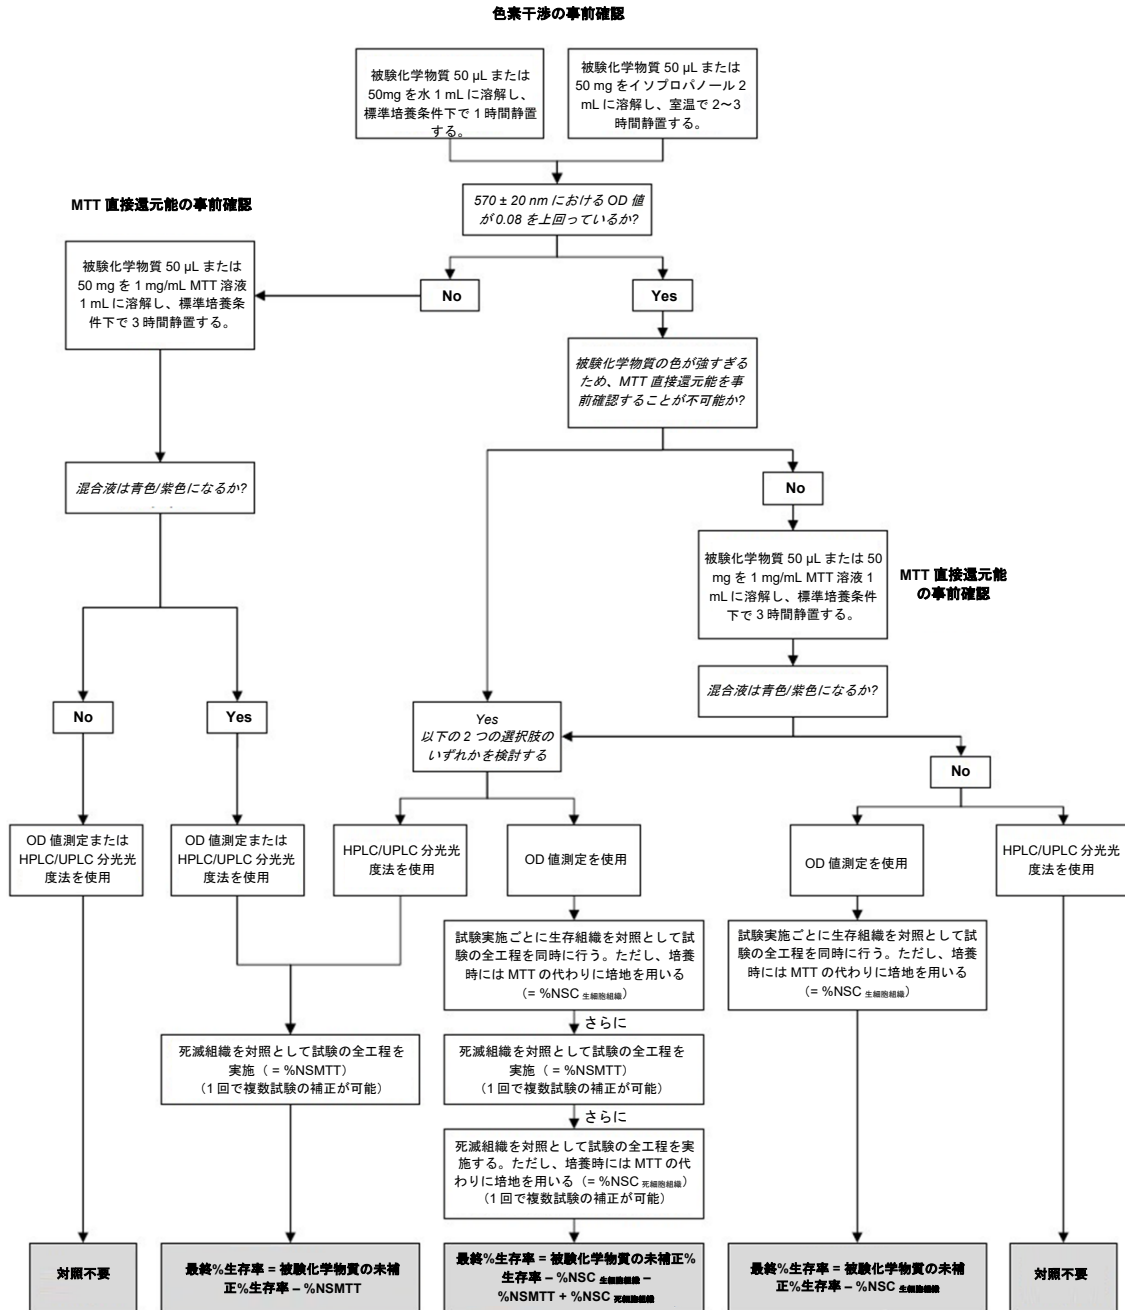 色素干渉の事前確認
被験化学物質 50 µL または
50mg を水 1 mL に溶解し、
標準培養条件下で 1 時間静置
する。
被験化学物質 50 µL または
50 mg をイソプロパノール 2
mL に溶解し、室温で 2～3
時間静置する。
570 ± 20 nm における OD 値
が 0.08 を上回っているか?
MTT 直接還元能の事前確認
被験化学物質 50 µL または
50 mg を 1 mg/mL MTT 溶液
1 mL に溶解し、標準培養条
件下で 3 時間静置する。
No
Yes
被験化学物質の色が強すぎる
ため、MTT 直接還元能を事
前確認することが不可能か?
混合液は青色/紫色になるか?
No
被験化学物質 50 µL または 50
mg を 1 mg/mL MTT 溶液 1
mL に溶解し、標準培養条件
下で 3 時間静置する。
MTT 直接還元能
の事前確認
混合液は青色/紫色になるか?
No
Yes
Yes
以下の 2 つの選択肢の
いずれかを検討する
No
OD 値測定または
HPLC/UPLC 分光光
度法を使用
OD 値測定または
HPLC/UPLC 分光光
度法を使用
HPLC/UPLC 分光光
度法を使用
OD 値測定を使用
OD 値測定を使用
HPLC/UPLC 分光光
度法を使用
試験実施ごとに生存組織を対照として試
験の全工程を同時に行う。ただし、培養
時には MTT の代わりに培地を用いる
（= %NSC 生細胞組織）
試験実施ごとに生存組織を対照として試
験の全工程を同時に行う。ただし、培養
時には MTT の代わりに培地を用いる
（= %NSC 生細胞組織）
さらに
死滅組織を対照として試験の全工程を
実施（ = %NSMTT）
（1 回で複数試験の補正が可能）
死滅組織を対照として試験の全工程を
実施（ = %NSMTT）
（1 回で複数試験の補正が可能）
さらに
死滅組織を対照として試験の全工程を実
施する。ただし、培養時には MTT の代
わりに培地を用いる（= %NSC 死細胞組織）
（1 回で複数試験の補正が可能）
対照不要
最終%生存率 = 被験化学物質の未補
正%生存率 – %NSMTT
最終%生存率 = 被験化学物質の未補正%
生存率 – %NSC 生細胞組織 –
%NSMTT + %NSC 死細胞組織
最終%生存率 = 被験化学物質の未補
正%生存率 – %NSC 生細胞組織
対照不要